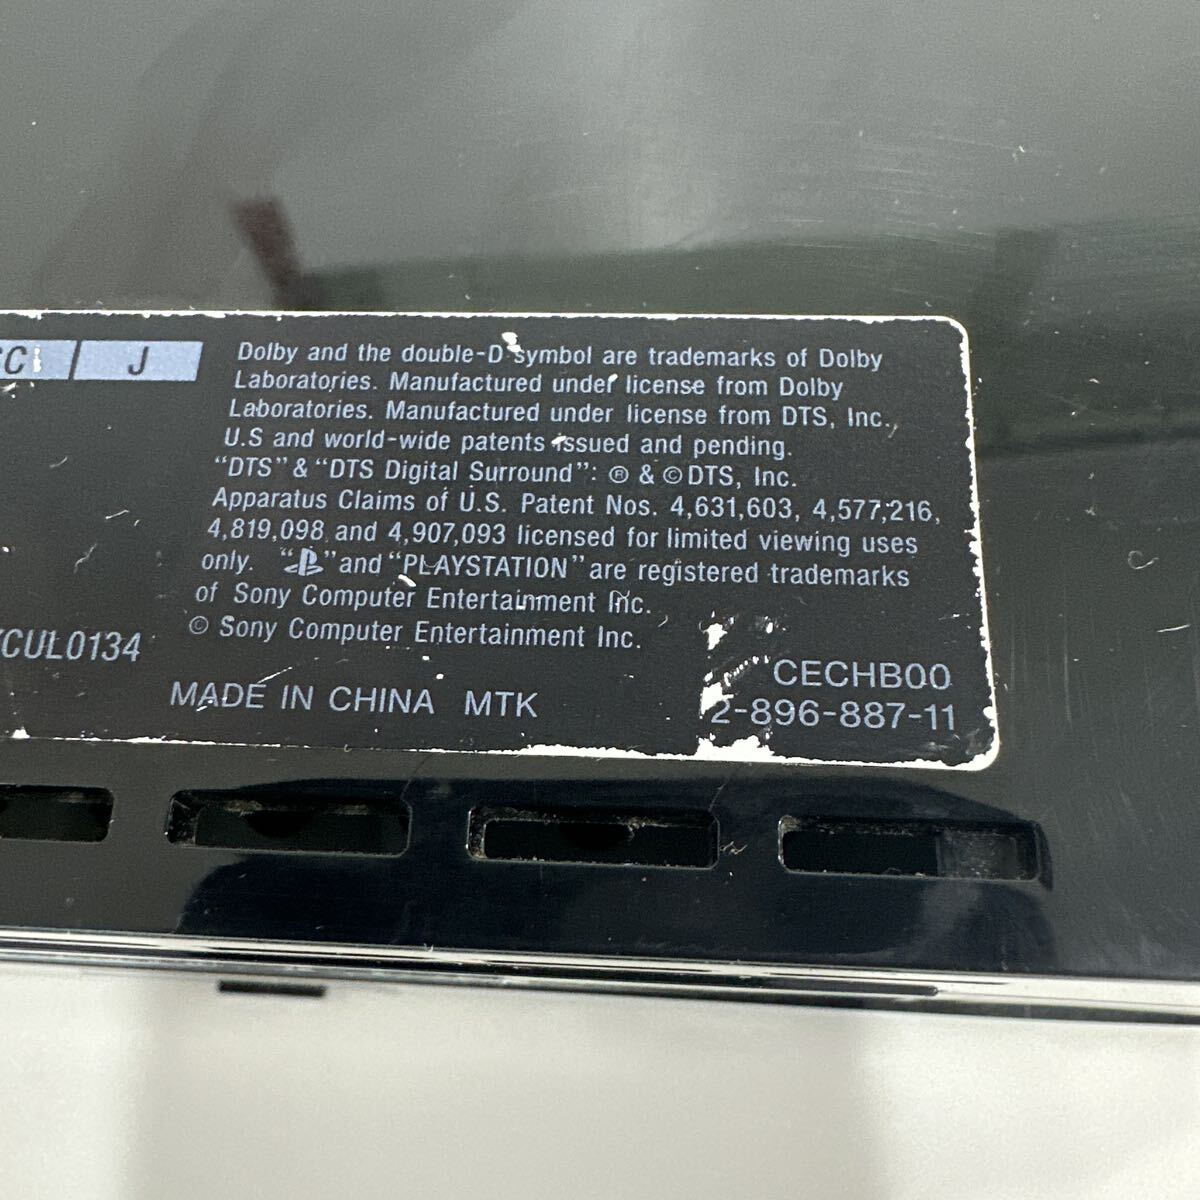 J
Dolby and the double-D symbol are trademarks of Dolby
Laboratories. Manufactured under license from Dolby
Laboratories. Manufactured under license from DTS, Inc.
U.S and world-wide patents issued and pending.
"DTS" & "DTS Digital Surround": ® & © DTS, Inc.
Apparatus Claims of U.S. Patent Nos. 4,631,603, 4,577,216,
4,819,098 and 4,907,093 licensed for limited viewing uses
only. " " and "PLAYSTATION" are registered trademarks
of Sony Computer Entertainment Inc.
© Sony Computer Entertainment Inc.
CUL0134
CECHB00
MADE IN CHINA MTK
2-896-887-11